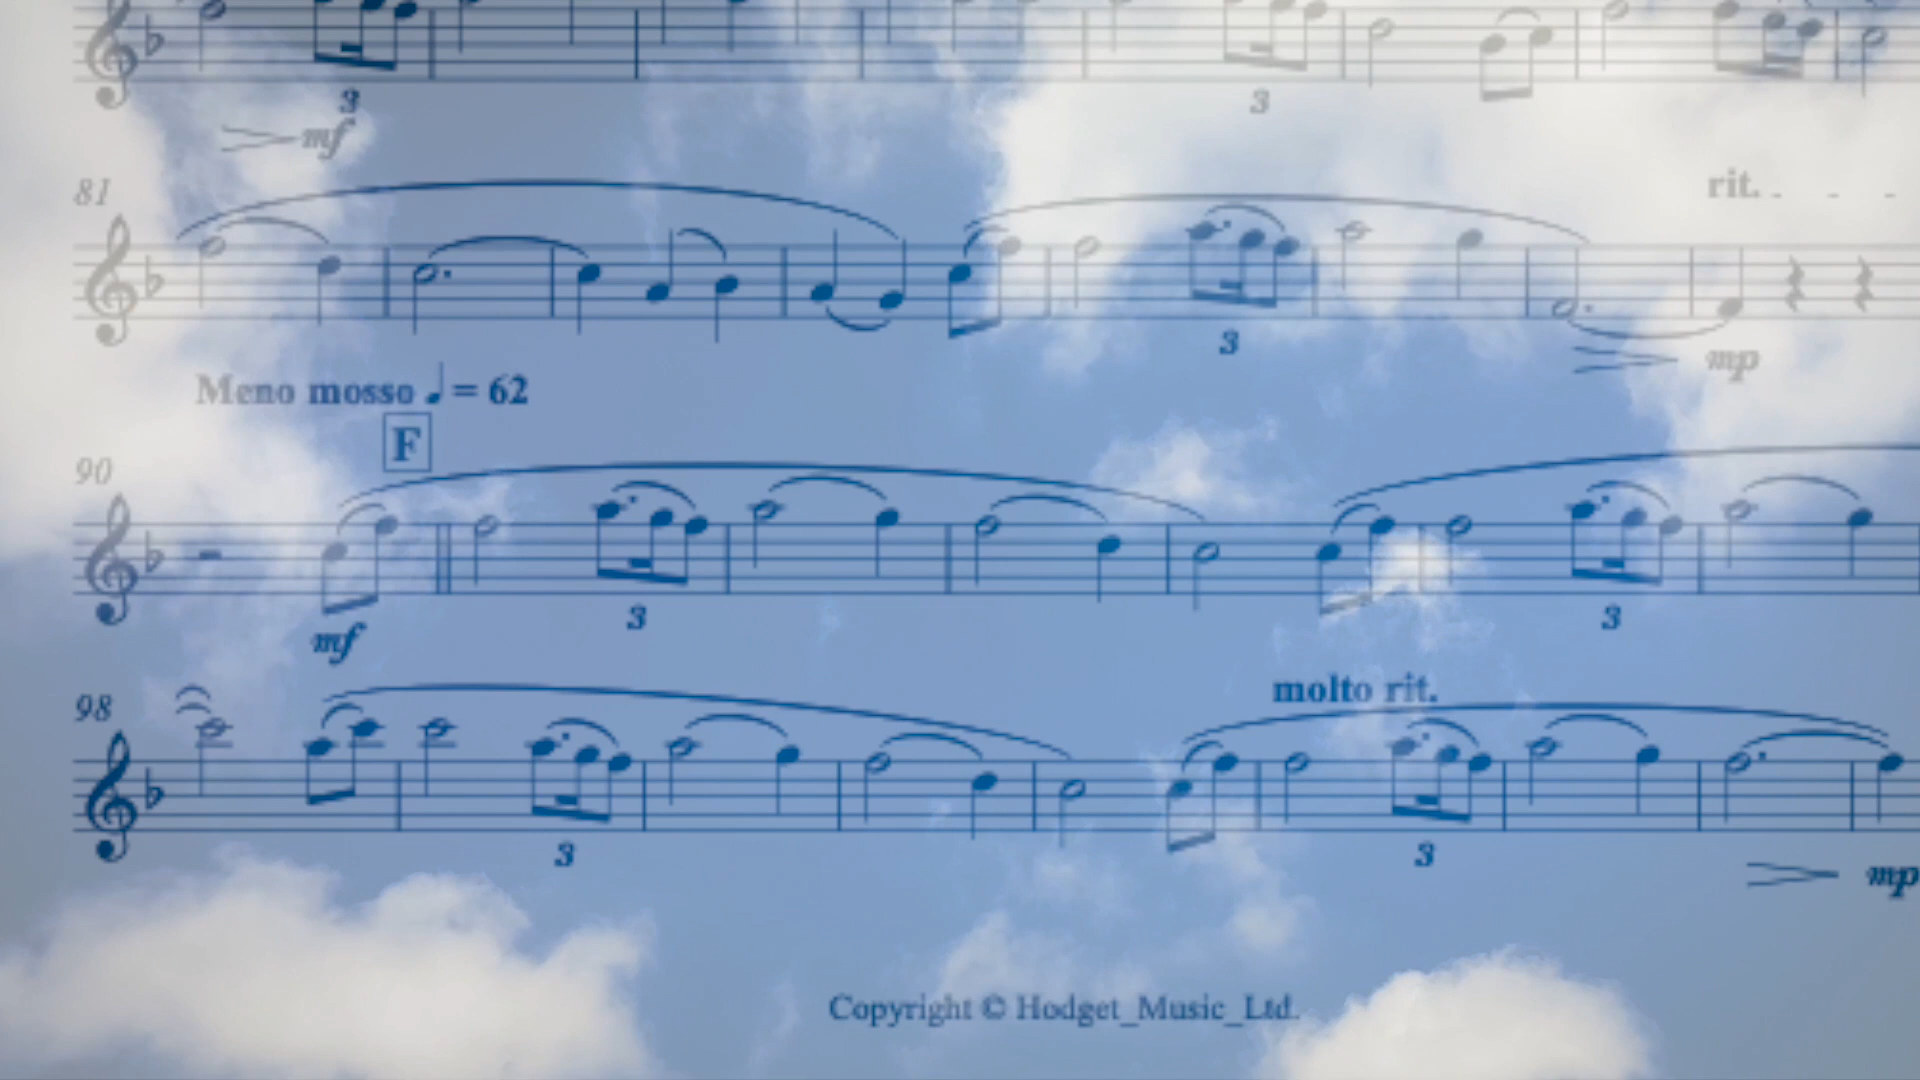 3 3
mf
rit.
81
3
mp
Meno mosso ♩ = 62
F
90
mf
3 3
molto rit.
98
3 3
mp
Copyright © Hodget_Music_Ltd.